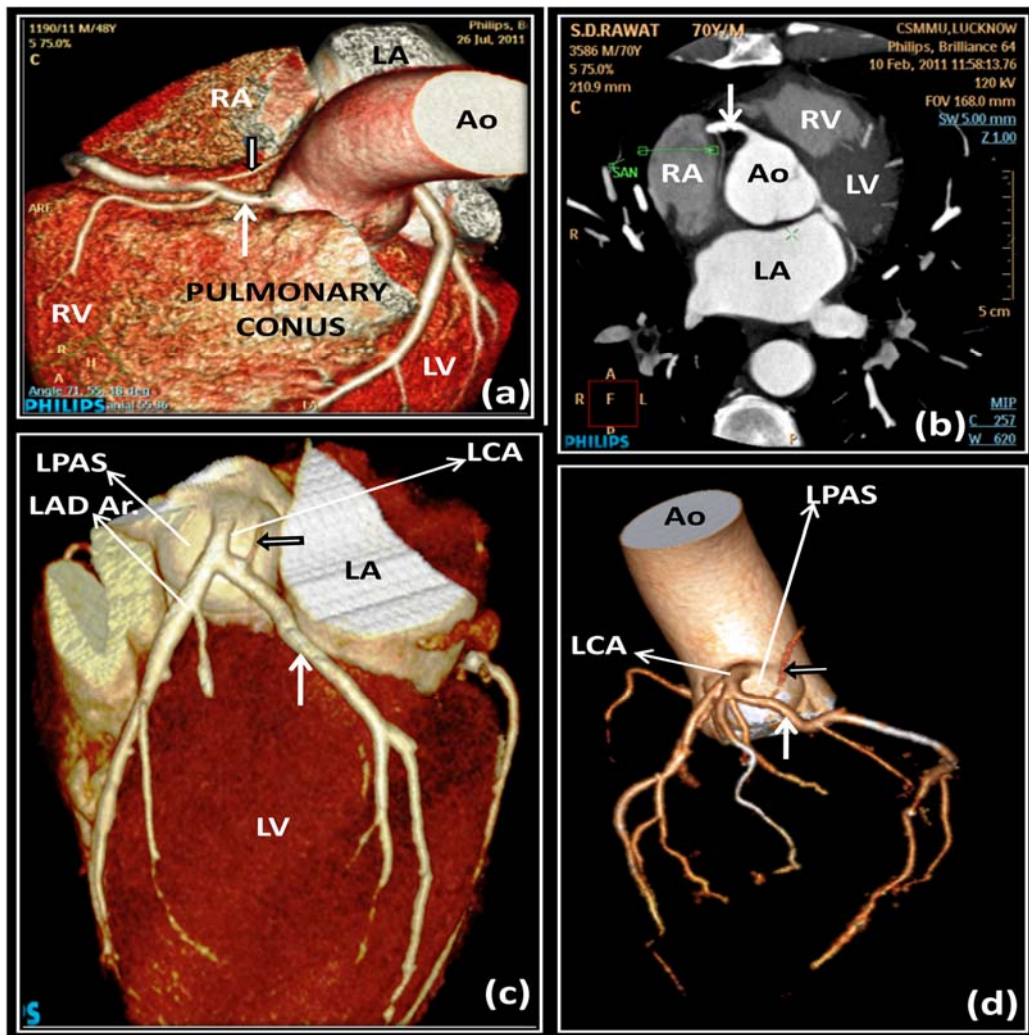 1190/11 M/48Y
5 75.0%
C
Philips, B
26 Jul, 2011
LA
RA
Ao
PULMONARY
CONUS
RV
LV
R
H
A
PHILIPS
(a)
S.D.RAWAT 70Y/M
3586 M/70Y
5 75.0%
210.9 mm
C
CSMMU,LUCKNOW
Philips, Brilliance 64
10 Feb, 2011 11:58:13.76
120 kV
FOV 168.0 mm
SW 5.00 mm
Z 1.00
RV
SAN
RA
Ao
LV
R
LA
5 cm
A
R F L
P
PHILIPS
P
MIP
C 257
W 620
(b)
LPAS
LCA
LAD Ar.
LA
LV
PS
(c)
Ao
LPAS
LCA
(d)